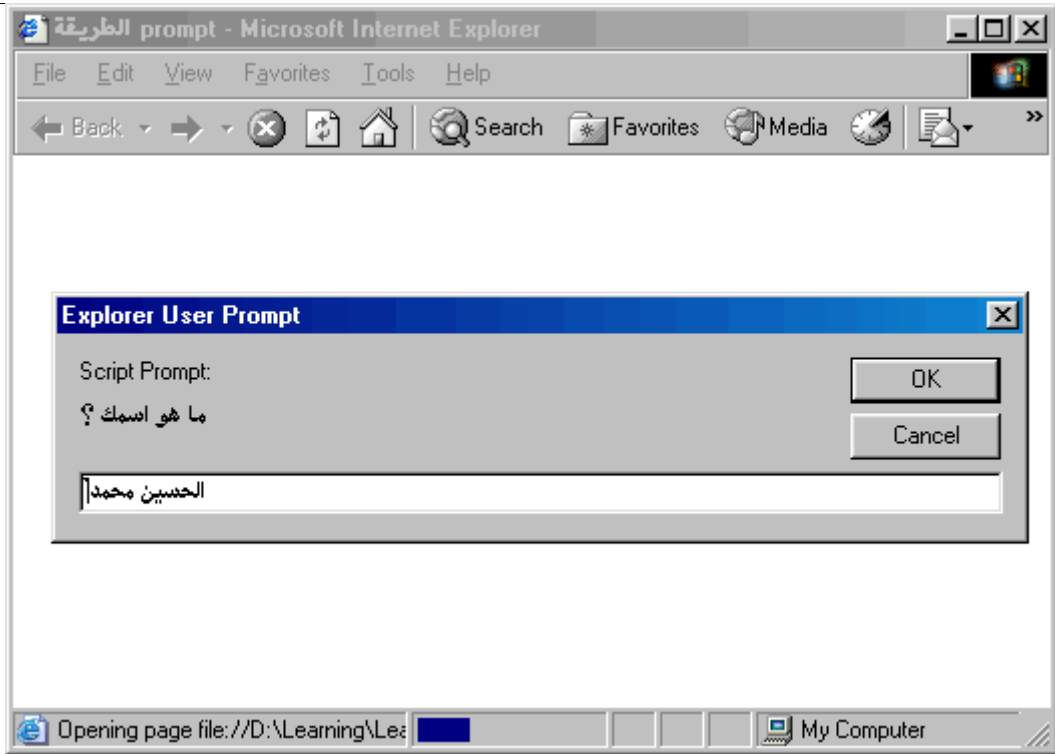 الطريقة prompt - Microsoft Internet Explorer
File Edit View Favorites Tools Help
Back Search Favorites Media »
Explorer User Prompt
Script Prompt:
OK
ما هو اسمك ؟
Cancel
الحسين محمد
Opening page file://D:\Learning\Lea My Computer